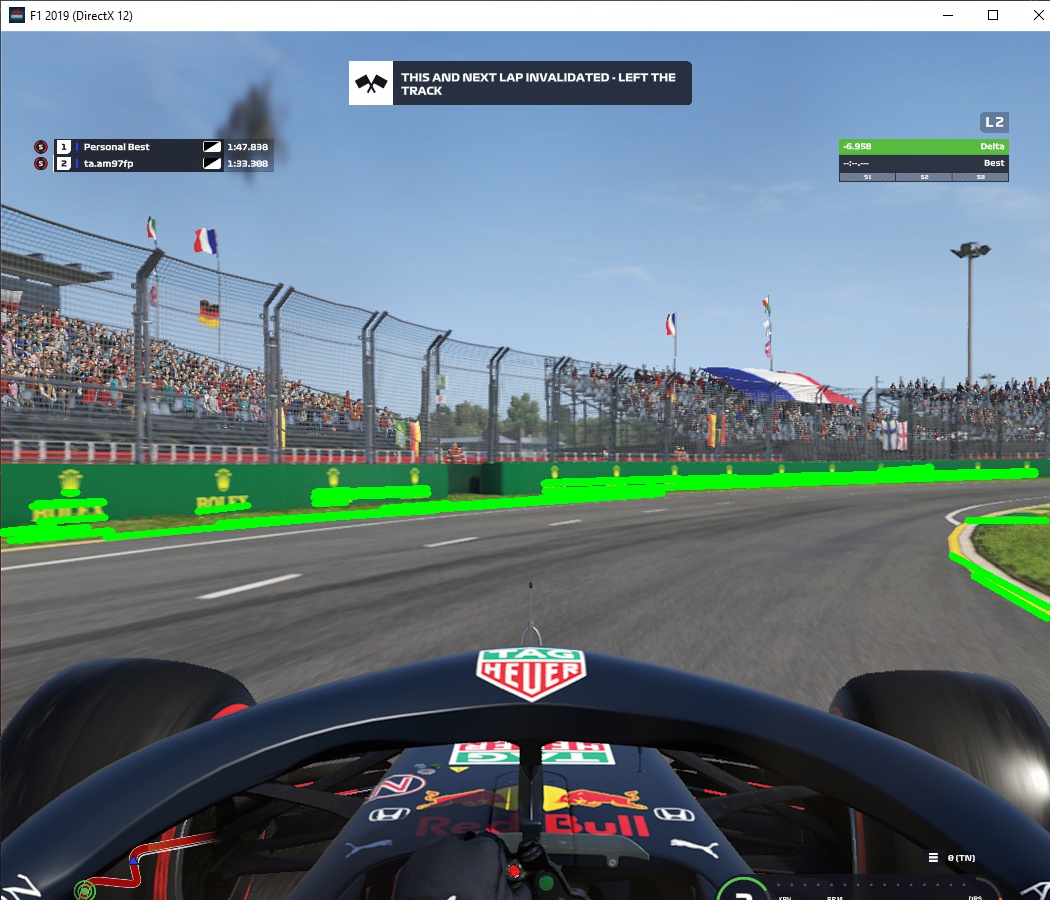 F1 2019 (DirectX 12)
THIS AND NEXT LAP INVALIDATED - LEFT THE
TRACK
L2
S 1 Personal Best 1:47.838
S 2 ta.am97fp 1:33.308
-6.958 Delta
--:--.--- Best
S1 S2 S3
ROLEX
ROLEX
TAG
HEUER
TAG
HEUER
Red Bull
0 (TN)